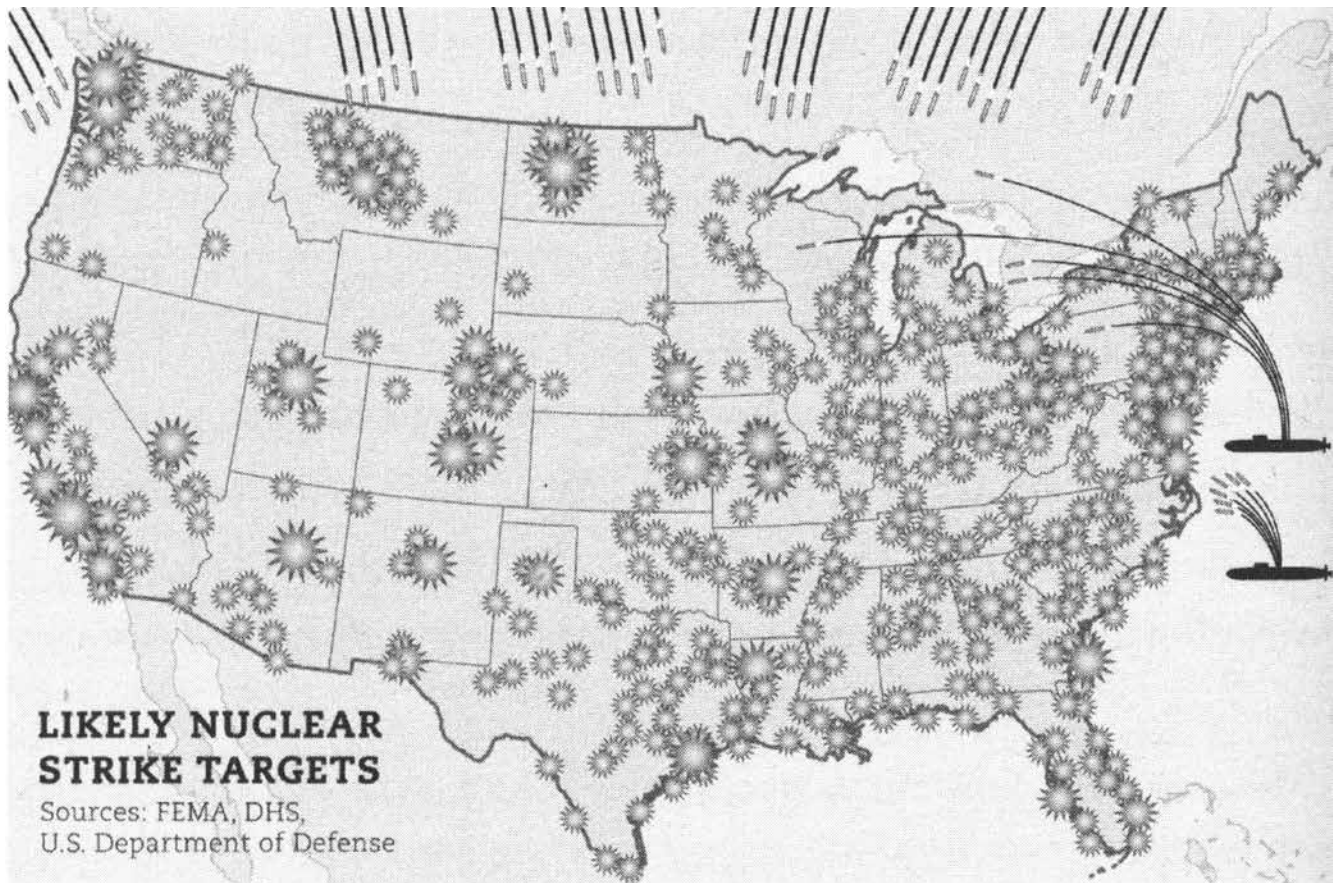 LIKELY NUCLEAR
STRIKE TARGETS
Sources: FEMA, DHS,
U.S. Department of Defense